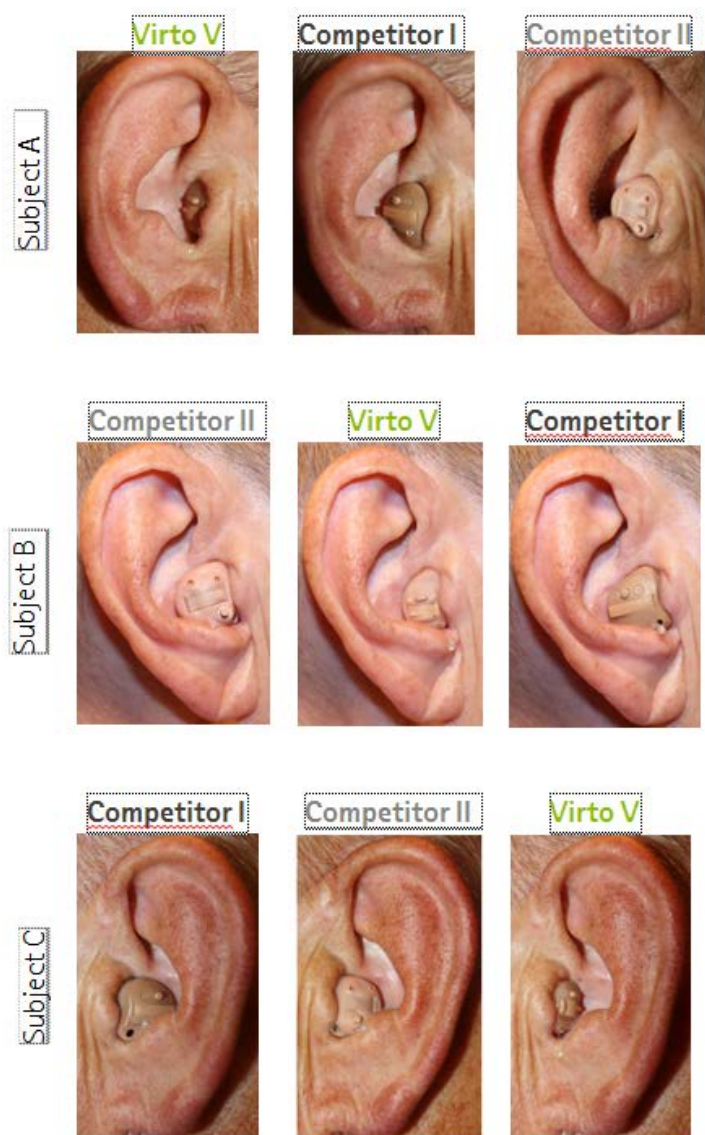 Virto V
Competitor I
Competitor II
Subject A
Competitor II
Virto V
Competitor I
Subject B
Competitor I
Competitor II
Virto V
Subject C